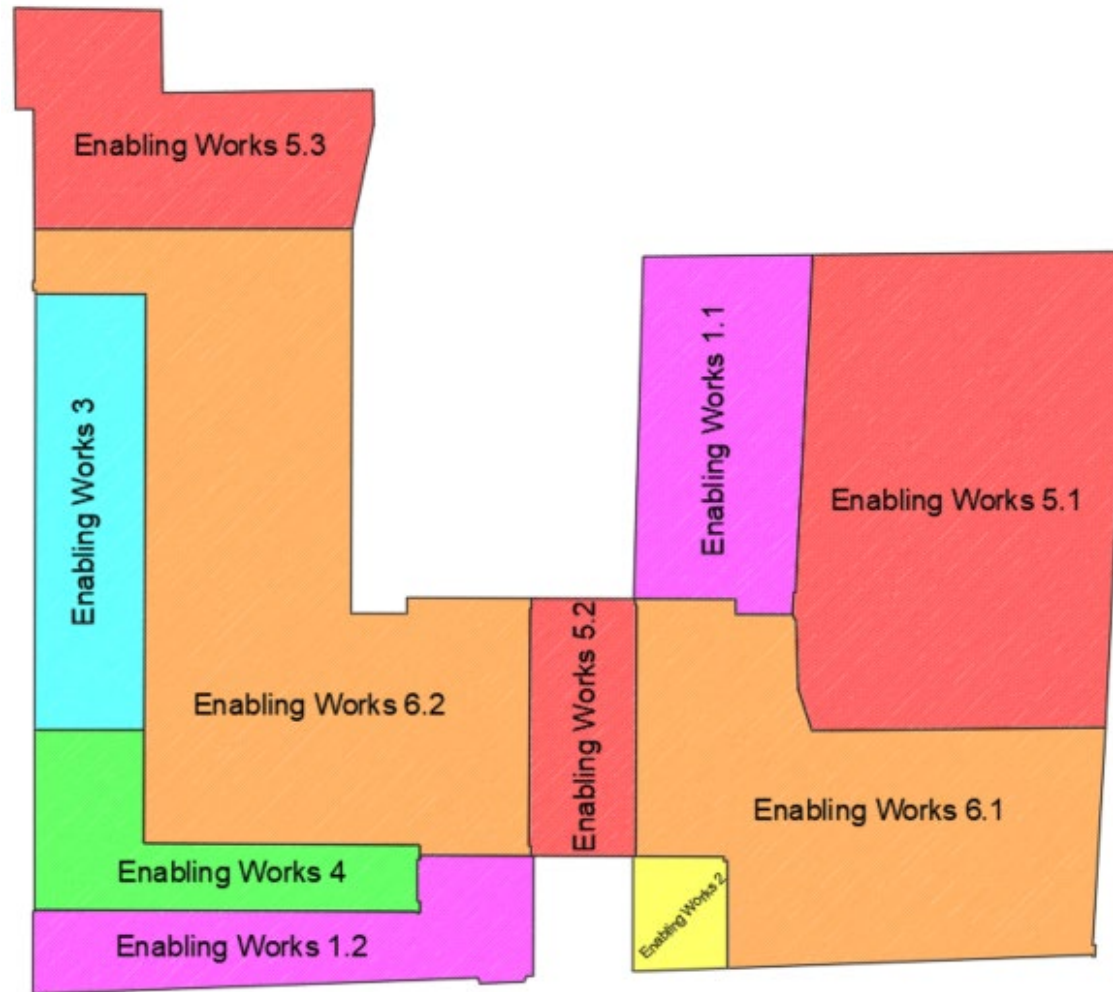 Enabling Works 5.3
Enabling Works 3
Enabling Works 1.1
Enabling Works 5.1
Enabling Works 6.2
Enabling Works 5.2
Enabling Works 6.1
Enabling Works 4
Enabling Works 2
Enabling Works 1.2